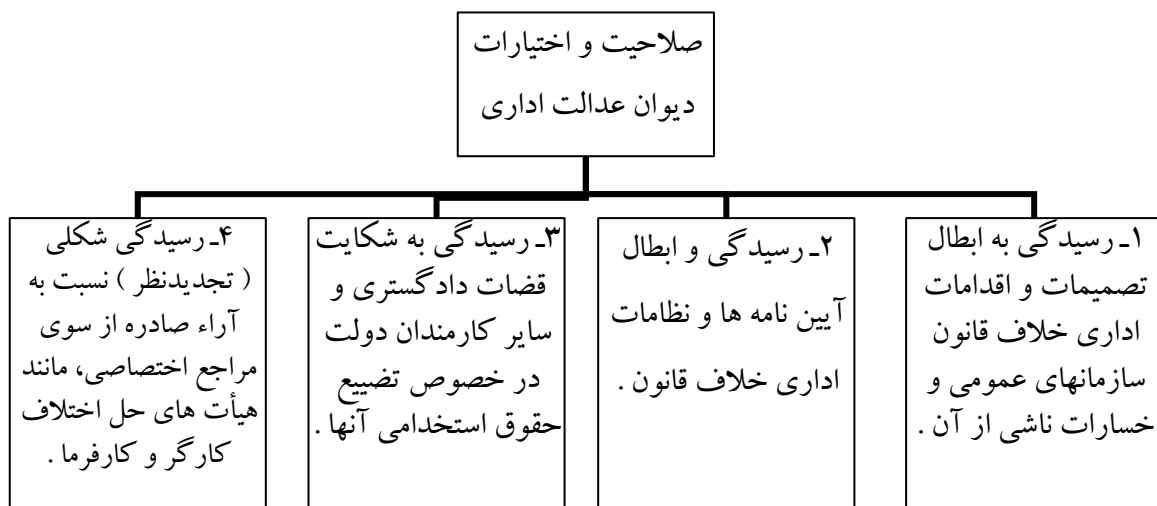 صلاحیت و اختیارات
دیوان عدالت اداری
۱ـ رسیدگی به ابطال
تصمیمات و اقدامات
اداری خلاف قانون
سازمانهای عمومی و
خسارات ناشی از آن .
۲ـ رسیدگی و ابطال
آیین نامه ها و نظامات
اداری خلاف قانون .
۳ـ رسیدگی به شکایت
قضات دادگستری و
سایر کارمندان دولت
در خصوص تضییع
حقوق استخدامی آنها .
۴ـ رسیدگی شکلی
( تجدیدنظر ) نسبت به
آراء صادره از سوی
مراجع اختصاصی، مانند
هیأت های حل اختلاف
کارگر و کارفرما .